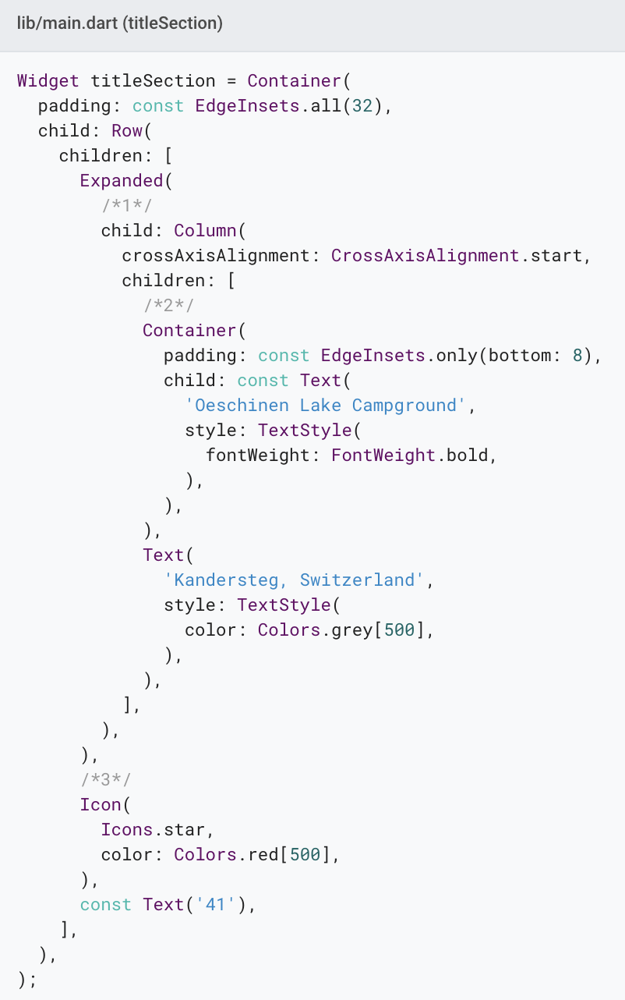 lib/main.dart (titleSection)
Widget titleSection = Container(
  padding: const EdgeInsets.all(32),
  child: Row(
    children: [
      Expanded(
        /*1*/
        child: Column(
          crossAxisAlignment: CrossAxisAlignment.start,
          children: [
            /*2*/
            Container(
              padding: const EdgeInsets.only(bottom: 8),
              child: const Text(
                'Oeschinen Lake Campground',
                style: TextStyle(
                  fontWeight: FontWeight.bold,
                ),
              ),
            ),
            Text(
              'Kandersteg, Switzerland',
              style: TextStyle(
                color: Colors.grey[500],
              ),
            ),
          ],
        ),
      ),
      /*3*/
      Icon(
        Icons.star,
        color: Colors.red[500],
      ),
      const Text('41'),
    ],
  ),
);